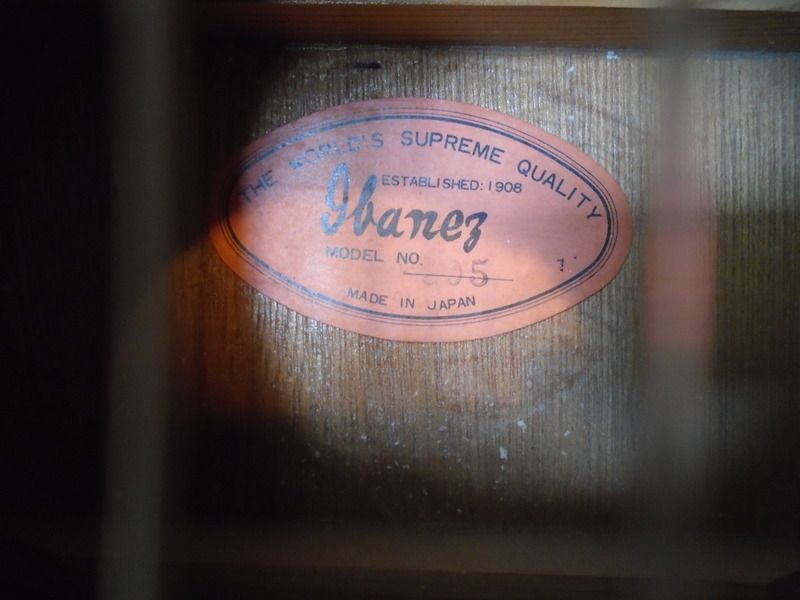 THE WORLD'S SUPREME QUALITY
ESTABLISHED: 1908
Ibanez
MODEL NO.
MADE IN JAPAN